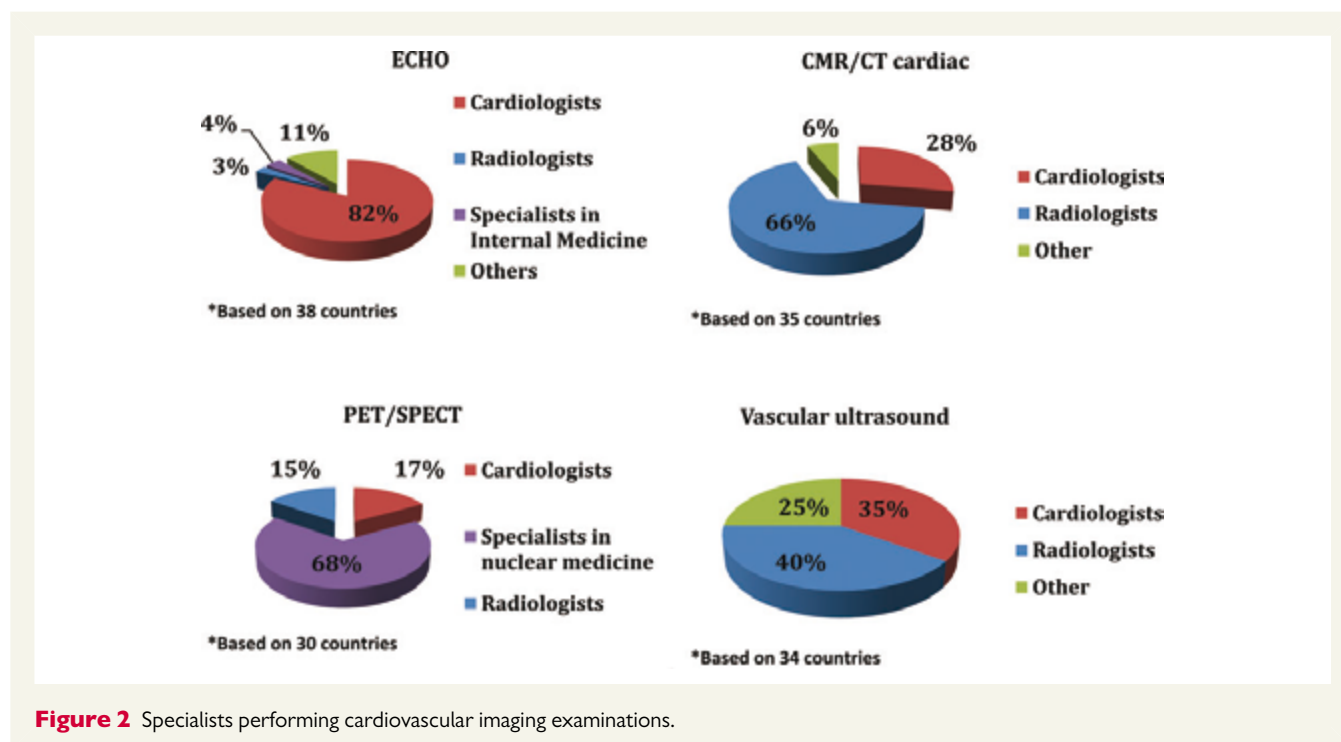 ECHO
4%
11%
3%
82%
Cardiologists
Radiologists
Specialists in
Internal Medicine
Others
*Based on 38 countries
CMR/CT cardiac
6%
28%
66%
Cardiologists
Radiologists
Other
*Based on 35 countries
PET/SPECT
15%
17%
68%
Cardiologists
Specialists in
nuclear medicine
Radiologists
*Based on 30 countries
Vascular ultrasound
25%
35%
40%
Cardiologists
Radiologists
Other
*Based on 34 countries
Figure 2 Specialists performing cardiovascular imaging examinations.